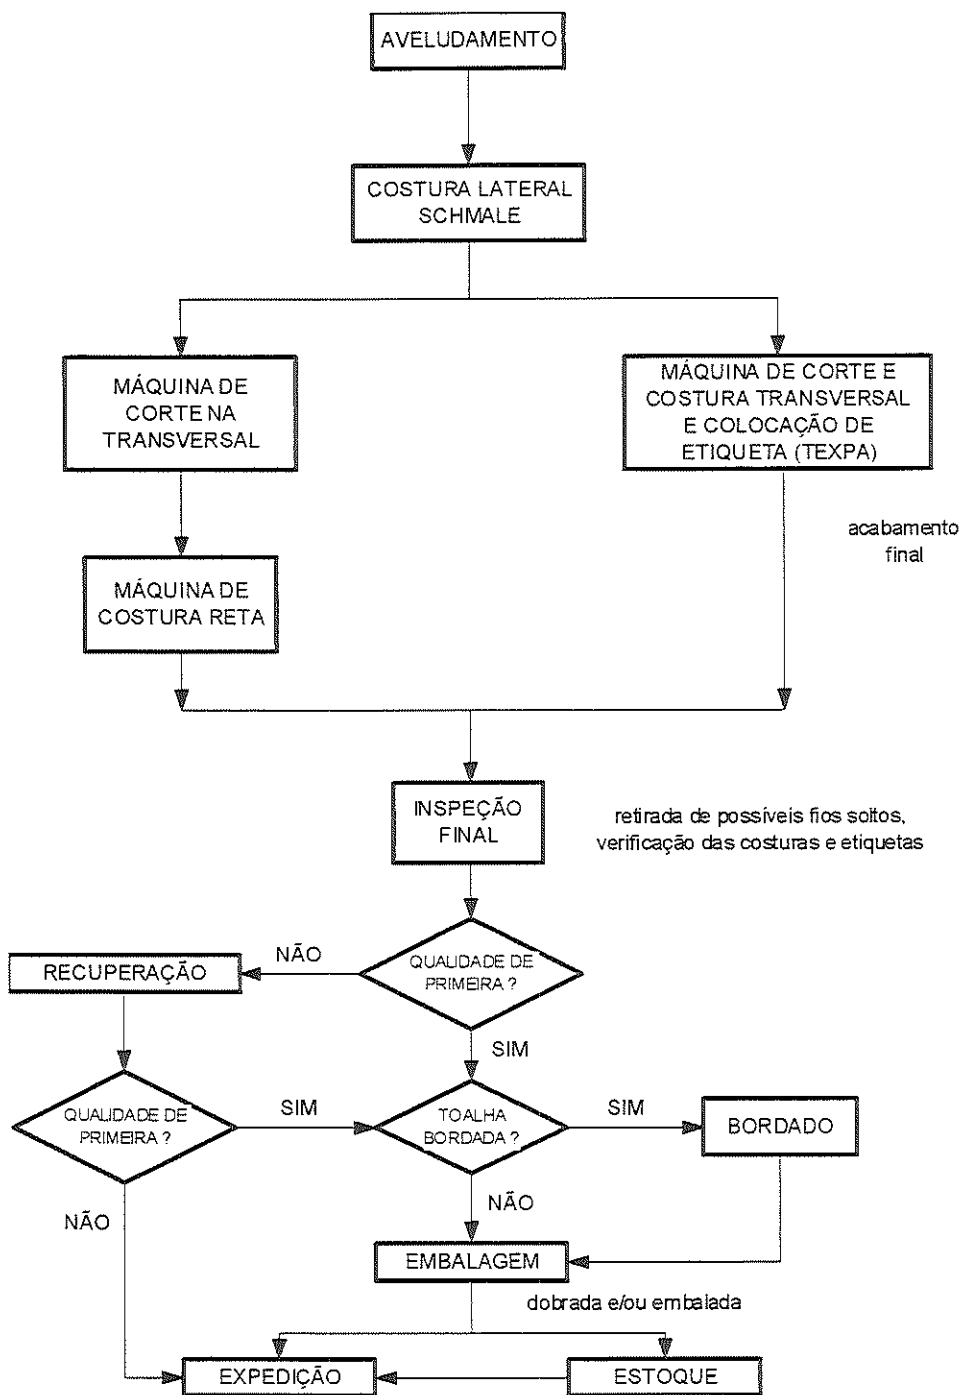 AVELUDAMENTO
COSTURA LATERAL
SCHMALE
MÁQUINA DE
CORTE NA
TRANSVERSAL
MÁQUINA DE CORTE E
COSTURA TRANSVERSAL
E COLOCAÇÃO DE
ETIQUETA (TEXPA)
acabamento
final
MÁQUINA DE
COSTURA RETA
INSPEÇÃO
FINAL
retirada de possíveis fios soltos,
verificação das costuras e etiquetas
NÃO
RECUPERAÇÃO
QUALIDADE DE
PRIMEIRA ?
SIM
QUALIDADE DE
PRIMEIRA ?
SIM
TOALHA
BORDADA ?
SIM
BORDADO
NÃO
NÃO
EMBALAGEM
dobrada e/ou embalada
EXPEDIÇÃO
ESTOQUE